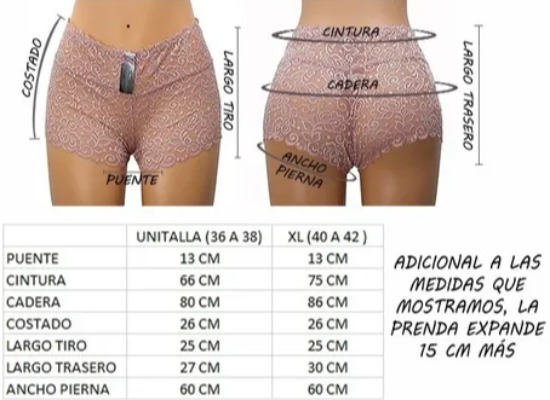 COSTADO
LARGO TIRO
PUENTE
CINTURA
CADERA
ANCHO
PIERNA
LARGO TRASERO
UNITALLA (36 A 38) XL (40 A 42 )
PUENTE 13 CM 13 CM
CINTURA 66 CM 75 CM
CADERA 80 CM 86 CM
COSTADO 26 CM 26 CM
LARGO TIRO 25 CM 25 CM
LARGO TRASERO 27 CM 30 CM
ANCHO PIERNA 60 CM 60 CM
ADICIONAL A LAS
MEDIDAS QUE
MOSTRAMOS, LA
PRENDA EXPANDE
15 CM MÁS